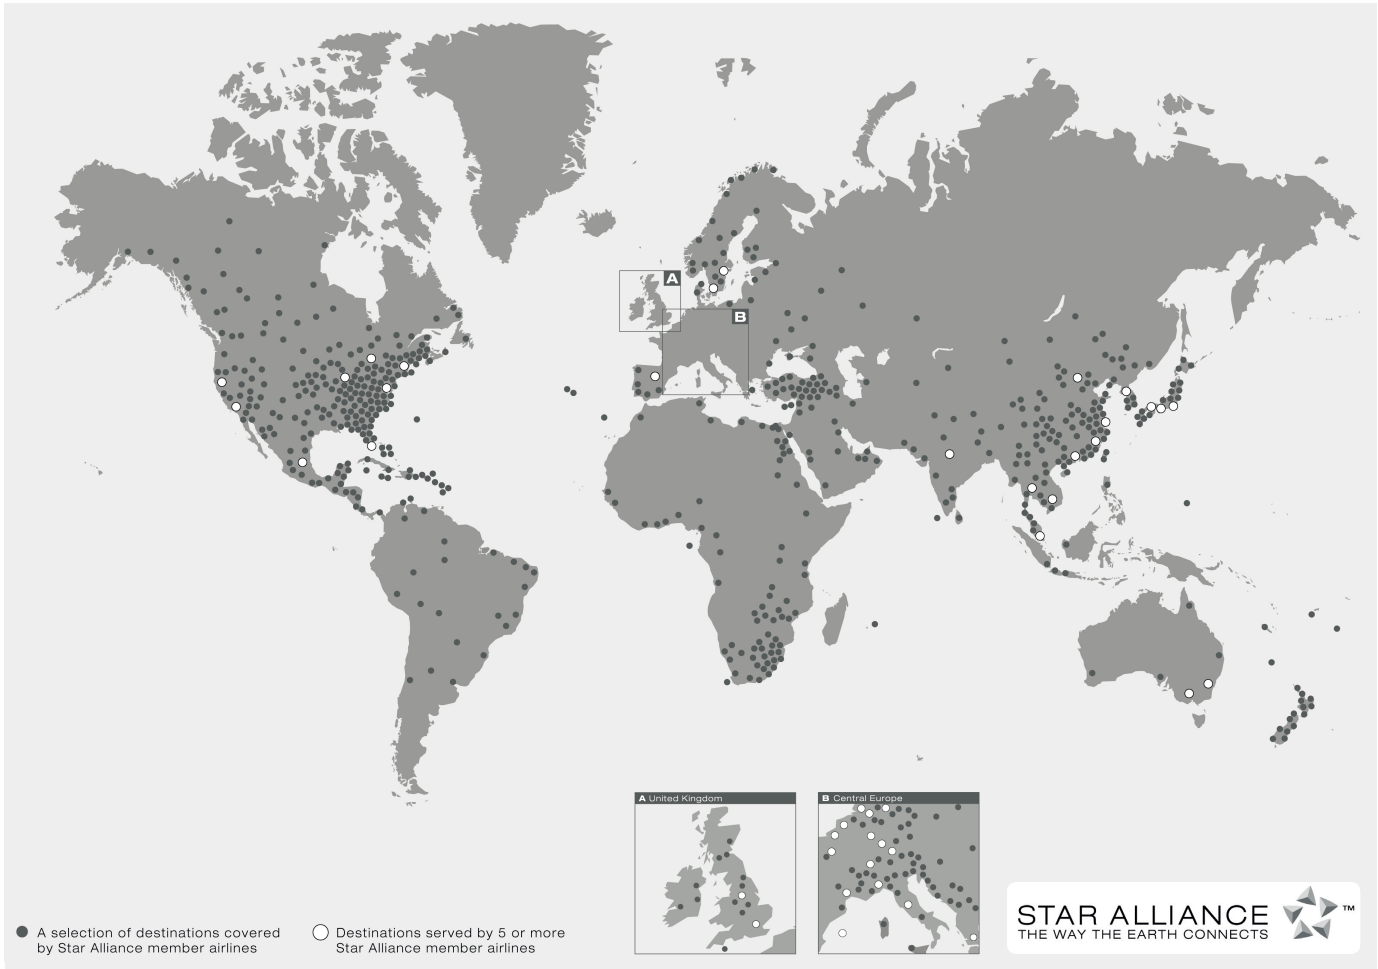 A
B
A United Kingdom
B Central Europe
A selection of destinations covered
by Star Alliance member airlines
Destinations served by 5 or more
Star Alliance member airlines
STAR ALLIANCE ™
THE WAY THE EARTH CONNECTS